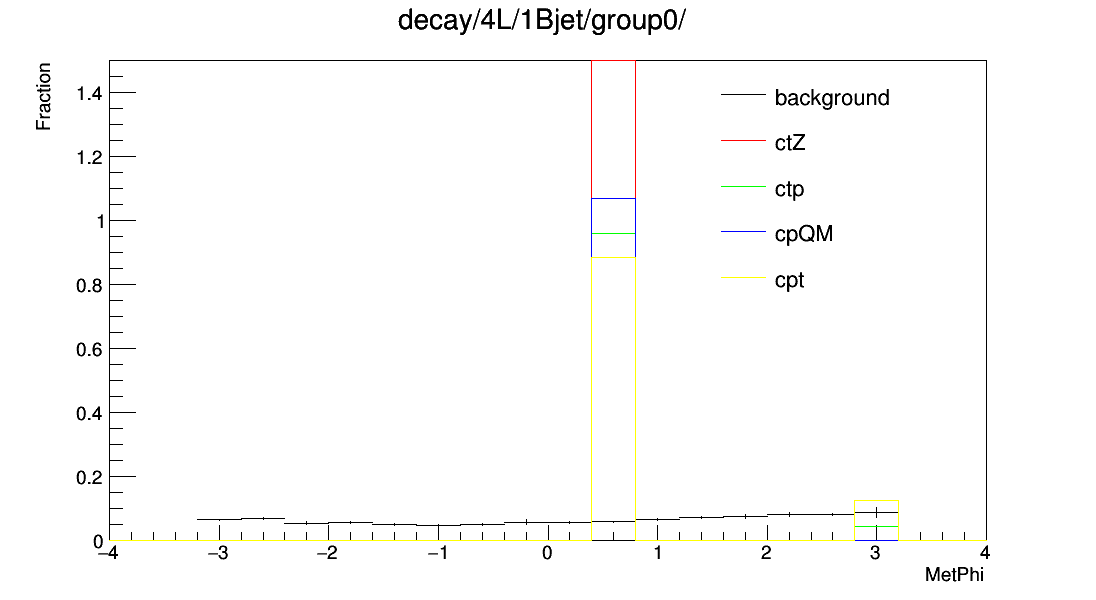 decay/4L/1Bjet/group0/
Fraction
1.4
1.2
1
0.8
0.6
0.4
0.2
0
background
ctZ
ctp
cpQM
cpt
−4 −3 −2 −1 0 1 2 3 4
MetPhi